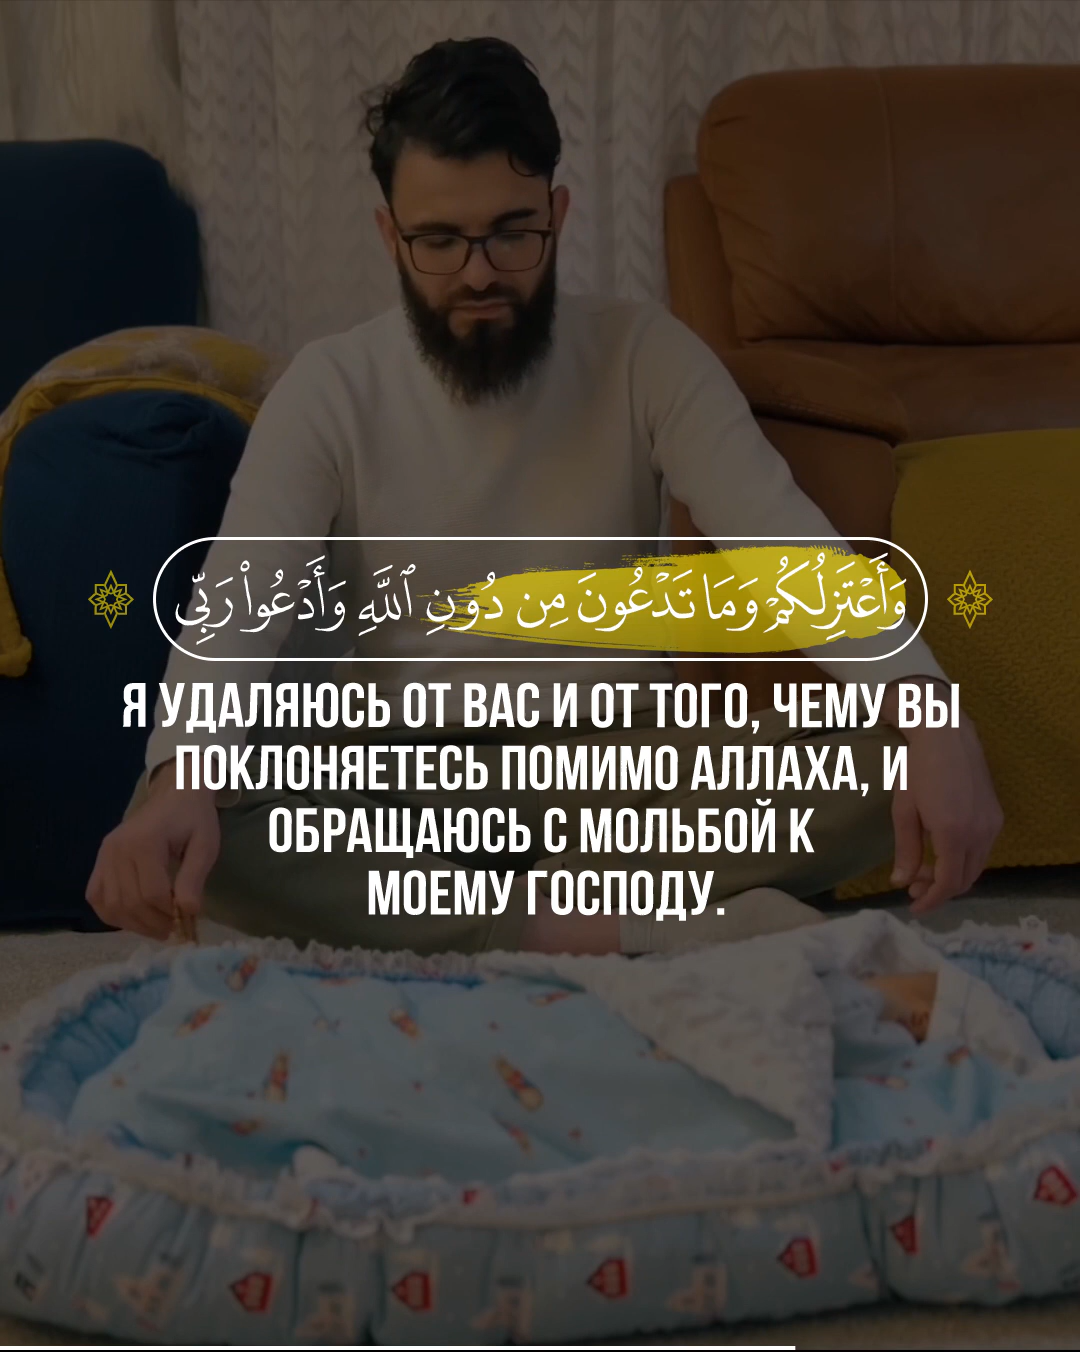 وَأَعْتَزِلُكُمْ وَمَا تَدْعُونَ مِن دُونِ ٱللَّهِ وَأَدْعُوا۟ رَبِّى
Я УДАЛЯЮСЬ ОТ ВАС И ОТ ТОГО, ЧЕМУ ВЫ
ПОКЛОНЯЕТЕСЬ ПОМИМО АЛЛАХА, И
ОБРАЩАЮСЬ С МОЛЬБОЙ К
МОЕМУ ГОСПОДУ.